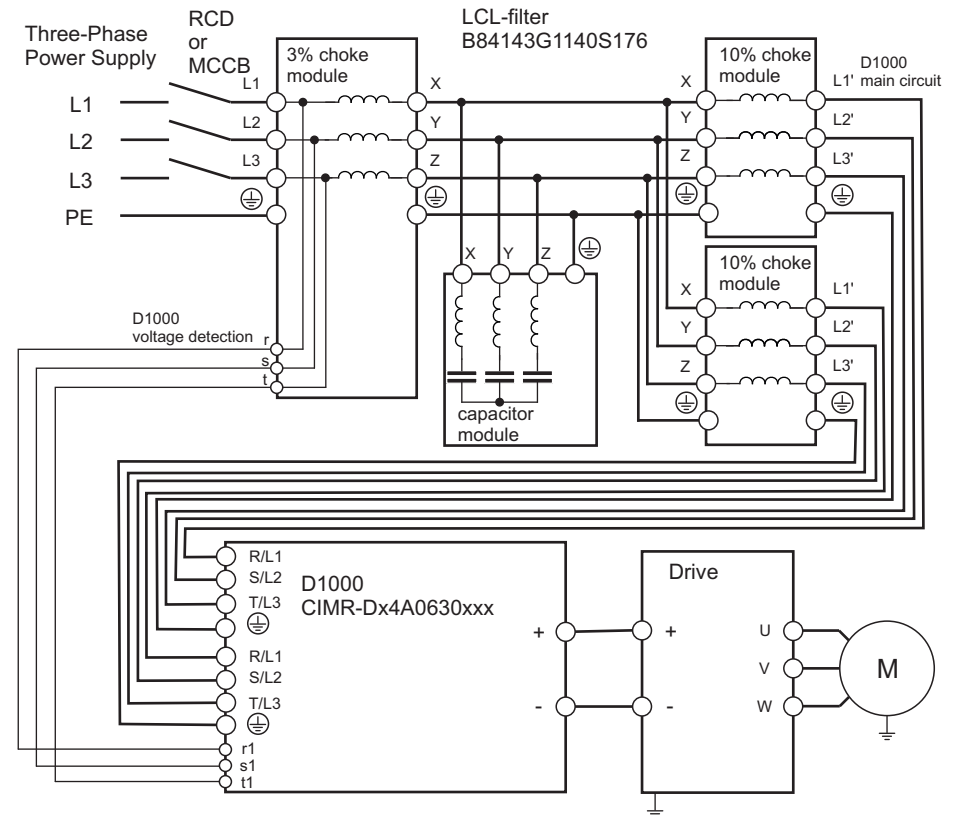 Three-Phase
Power Supply
RCD
or
MCCB
LCL-filter
B84143G1140S176
3% choke
module
10% choke
module
D1000
main circuit
L1
L2
L3
PE
L1
L2
L3
X
Y
Z
X
Y
Z
L1'
L2'
L3'
X
Y
Z
capacitor
module
10% choke
module
X
Y
Z
L1'
L2'
L3'
D1000
voltage detection
r
s
t
R/L1
S/L2
T/L3
R/L1
S/L2
T/L3
r1
s1
t1
D1000
CIMR-Dx4A0630xxx
+
-
Drive
+
-
U
V
W
M